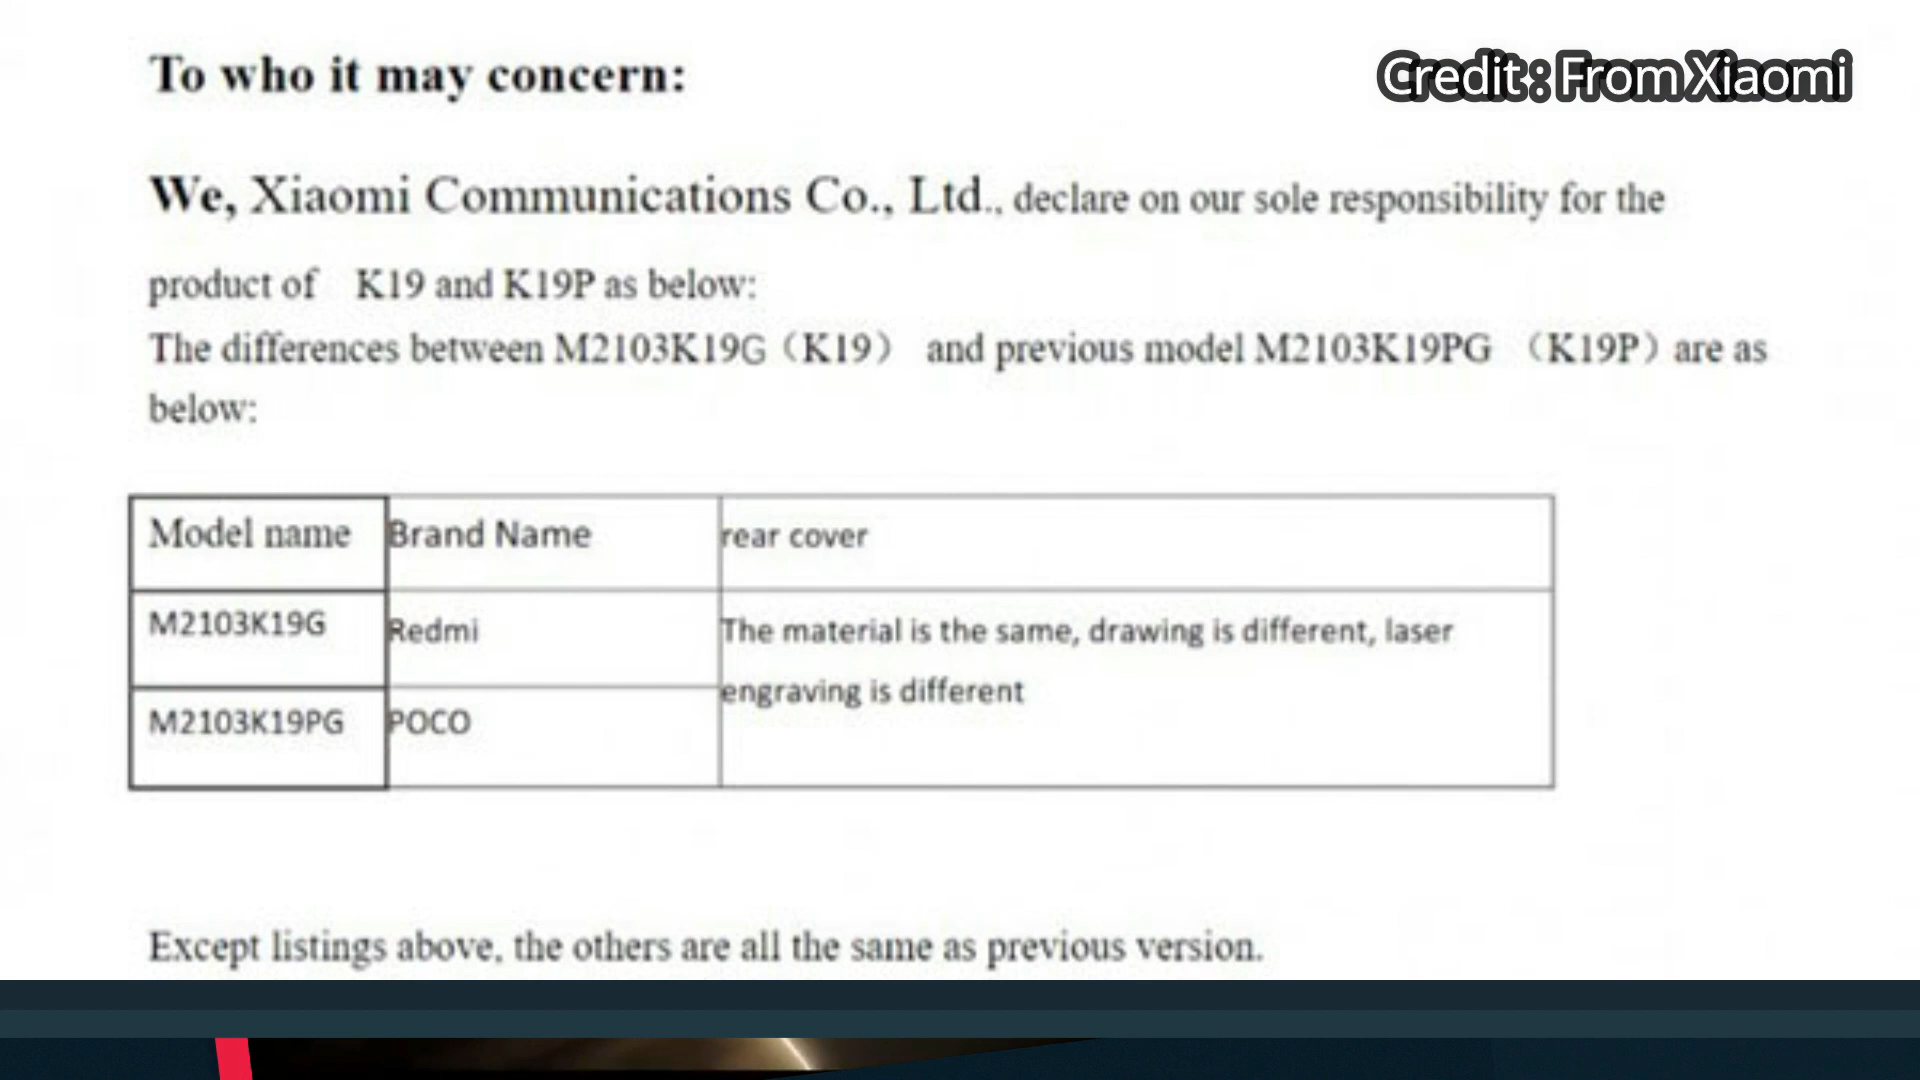 To who it may concern:
Credit : From Xiaomi
We, Xiaomi Communications Co., Ltd., declare on our sole responsibility for the
product of K19 and K19P as below:
The differences between M2103K19G（K19） and previous model M2103K19PG （K19P）are as
below:
Model name Brand Name rear cover
M2103K19G Redmi The material is the same, drawing is different, laser
engraving is different
M2103K19PG POCO
Except listings above, the others are all the same as previous version.